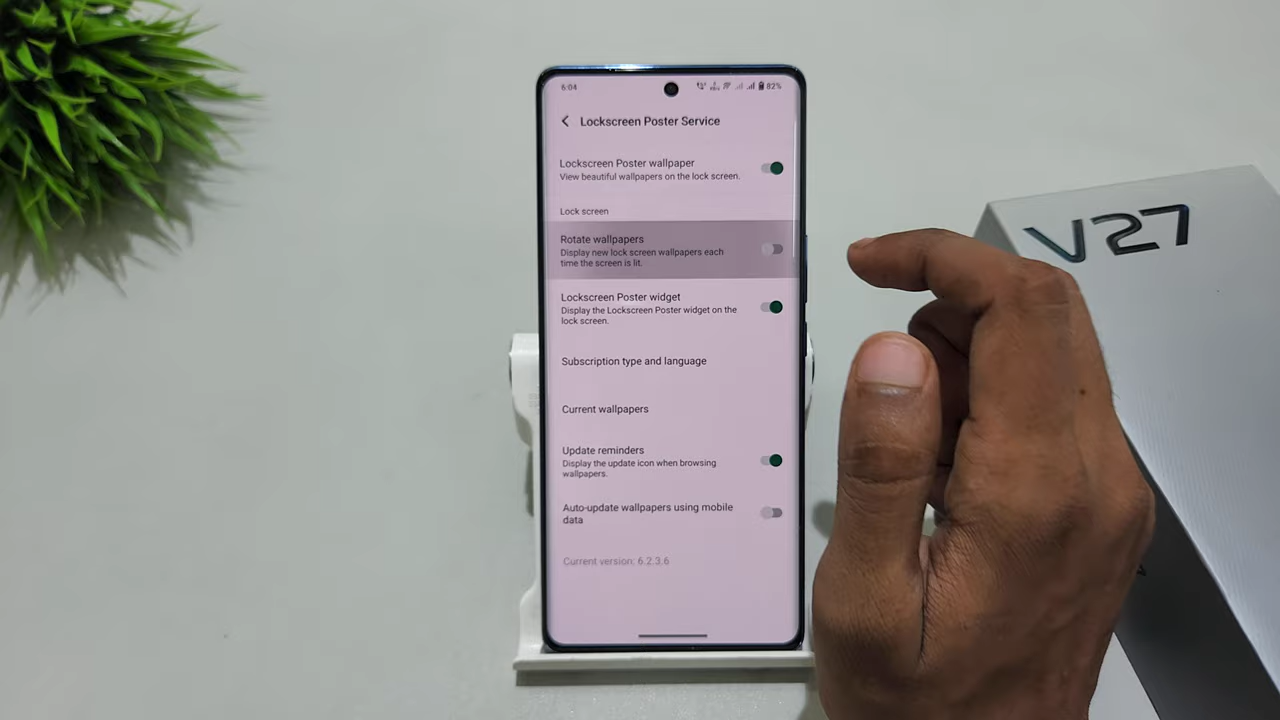 6:04
82%
Lockscreen Poster Service
Lockscreen Poster wallpaper
View beautiful wallpapers on the lock screen.
Lock screen
Rotate wallpapers
Display new lock screen wallpapers each
time the screen is lit.
Lockscreen Poster widget
Display the Lockscreen Poster widget on the
lock screen.
Subscription type and language
Current wallpapers
Update reminders
Display the update icon when browsing
wallpapers.
Auto-update wallpapers using mobile
data
Current version: 6.2.3.6
V27